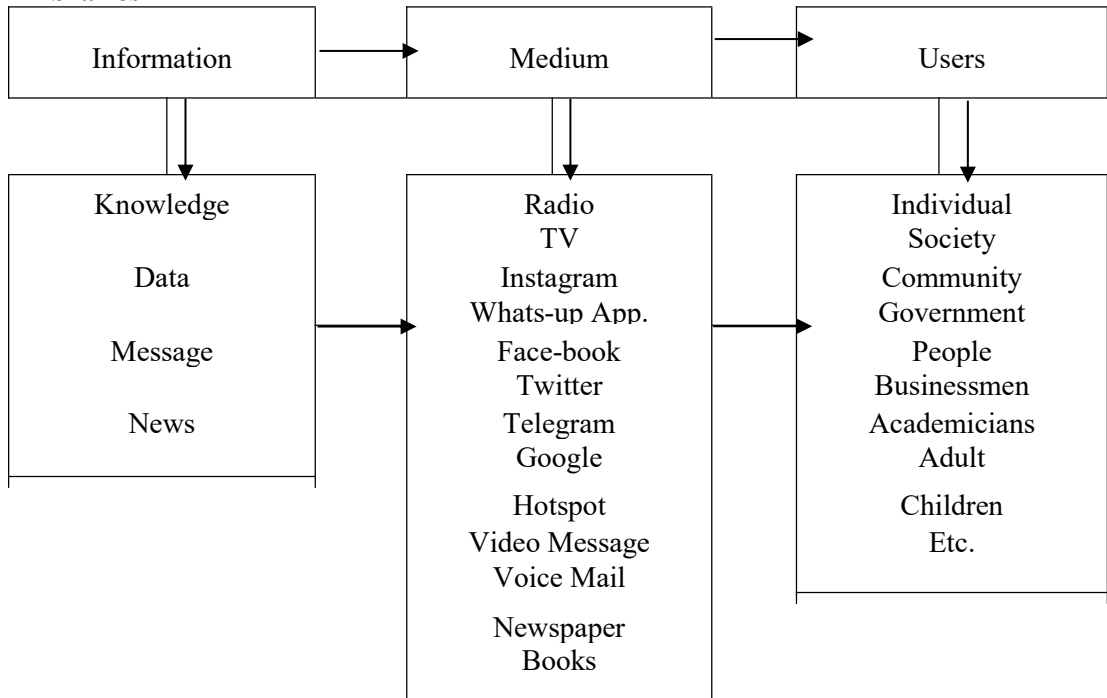 Information
Medium
Users
Knowledge
Data
Message
News
Radio
TV
Instagram
Whats-up App.
Face-book
Twitter
Telegram
Google
Hotspot
Video Message
Voice Mail
Newspaper
Books
Individual
Society
Community
Government
People
Businessmen
Academicians
Adult
Children
Etc.